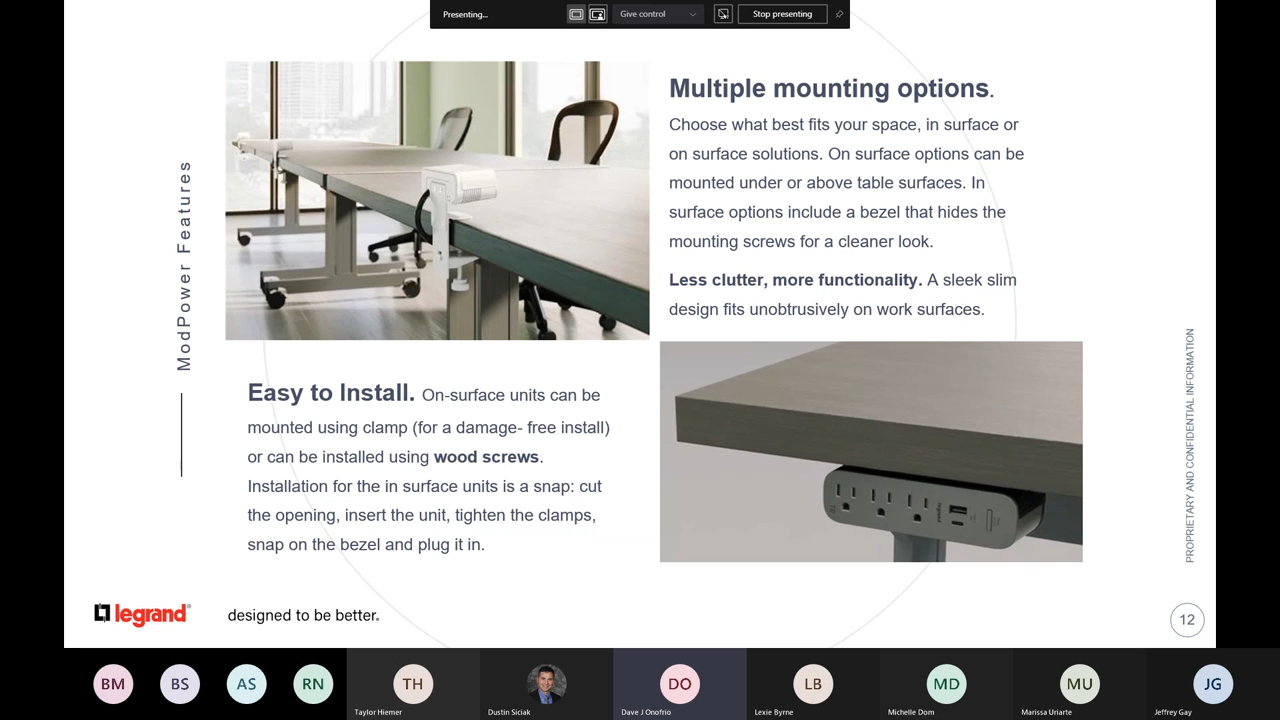 Presenting...
Give control
Stop presenting
ModPower Features
Multiple mounting options.
Choose what best fits your space, in surface or
on surface solutions. On surface options can be
mounted under or above table surfaces. In
surface options include a bezel that hides the
mounting screws for a cleaner look.
Less clutter, more functionality. A sleek slim
design fits unobtrusively on work surfaces.
Easy to Install. On-surface units can be
mounted using clamp (for a damage- free install)
or can be installed using wood screws.
Installation for the in surface units is a snap: cut
the opening, insert the unit, tighten the clamps,
snap on the bezel and plug it in.
PROPRIETARY AND CONFIDENTIAL INFORMATION
legrand®
designed to be better.
12
BM
BS
AS
RN
TH
DO
LB
MD
MU
JG
Taylor Hiemer
Dustin Siciak
Dave J Onofrio
Lexie Byrne
Michelle Dom
Marissa Uriarte
Jeffrey Gay